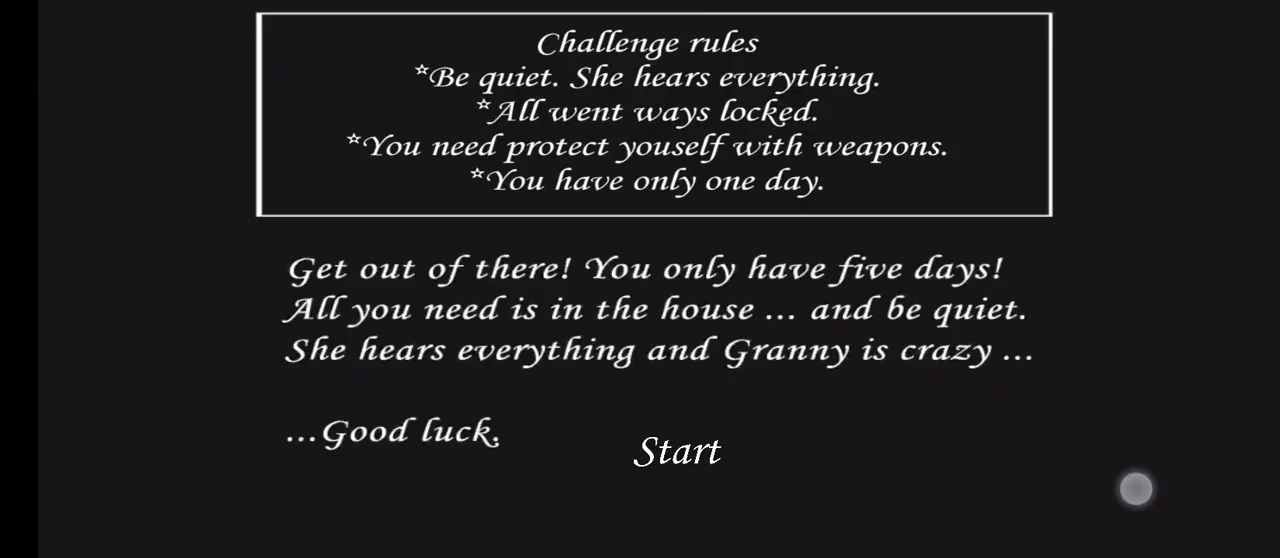 Challenge rules
*Be quiet. She hears everything.
*All went ways locked.
*You need protect youself with weapons.
*You have only one day.
Get out of there! You only have five days!
All you need is in the house ... and be quiet.
She hears everything and Granny is crazy ...
...Good luck.
Start